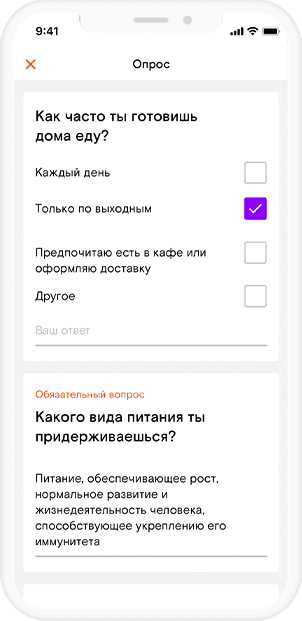 9:41
Опрос
Как часто ты готовишь
дома еду?
Каждый день
Только по выходным
Предпочитаю есть в кафе или
оформляю доставку
Другое
Ваш ответ
Обязательный вопрос
Какого вида питания ты
придерживаешься?
Питание, обеспечивающее рост,
нормальное развитие и
жизнедеятельность человека,
способствующее укреплению его
иммунитета